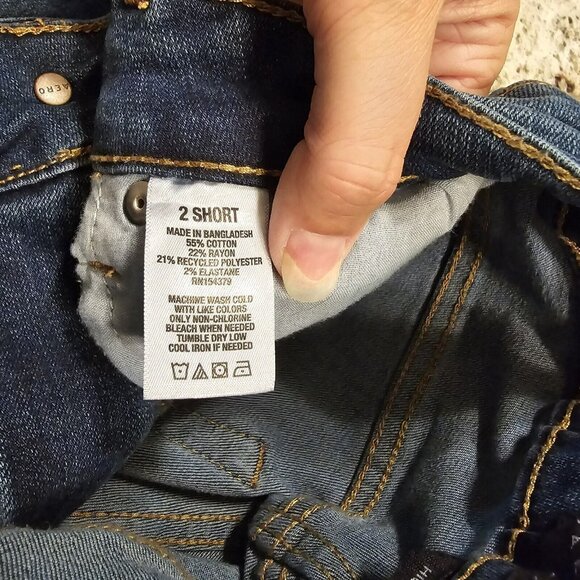 AERO
2 SHORT
MADE IN BANGLADESH
55% COTTON
22% RAYON
21% RECYCLED POLYESTER
2% ELASTANE
RN154379
MACHINE WASH COLD
WITH LIKE COLORS
ONLY NON-CHLORINE
BLEACH WHEN NEEDED
TUMBLE DRY LOW
COOL IRON IF NEEDED